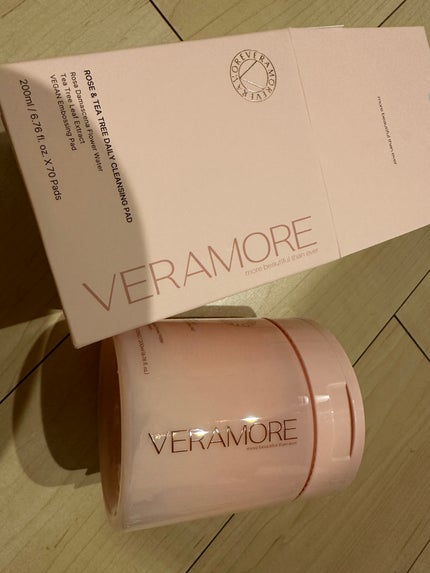 VERAMORE
more beautiful than ever
ROSE & TEA TREE DAILY CLEANSING PAD
Rosa Damascena Flower Water
Tea Tree Leaf Extract
VEGAN Embossing Pad
200ml / 6.76 fl. oz. X 70 Pads
more beautiful than ever
VERAMORE
more beautiful than ever